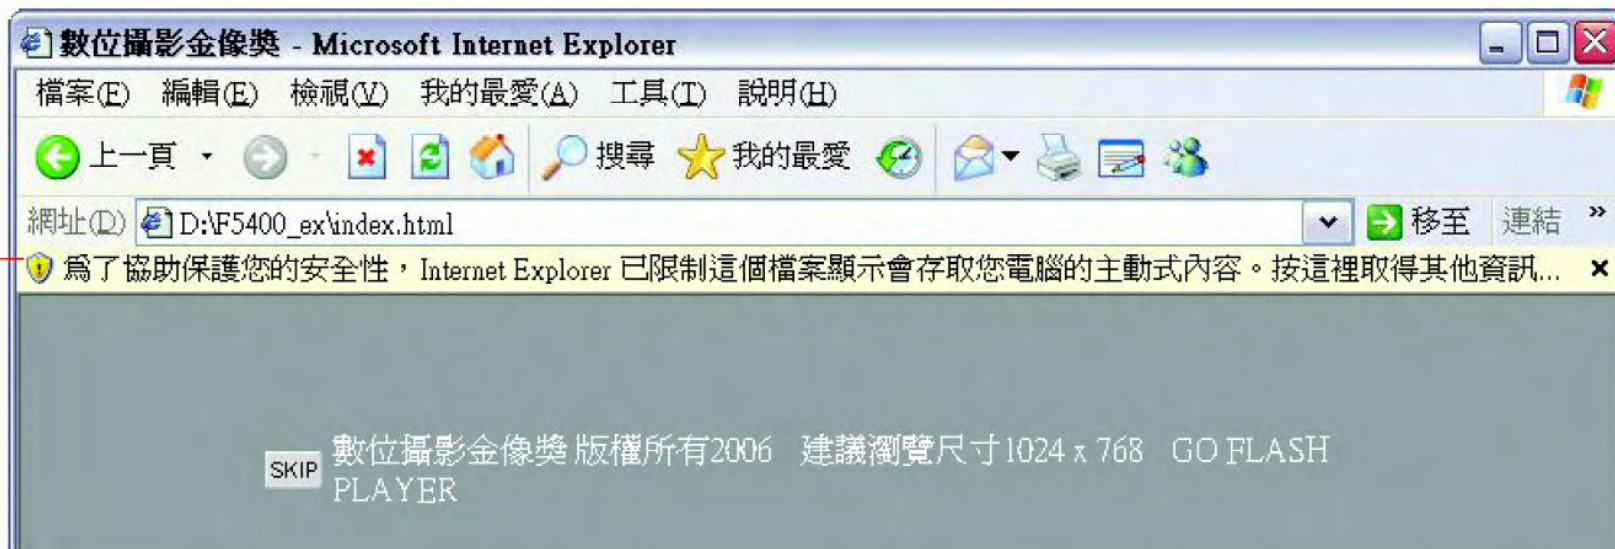 數位攝影金像獎 - Microsoft Internet Explorer
檔案(F) 編輯(E) 檢視(V) 我的最愛(A) 工具(T) 說明(H)
上一頁 搜尋 我的最愛
網址(D) D:\F5400_ex\index.html 移至 連結 »
為了協助保護您的安全性，Internet Explorer 已限制這個檔案顯示會存取您電腦的主動式內容。按這裡取得其他資訊...
SKIP 數位攝影金像獎 版權所有2006 建議瀏覽尺寸1024 x 768 GO FLASH
PLAYER